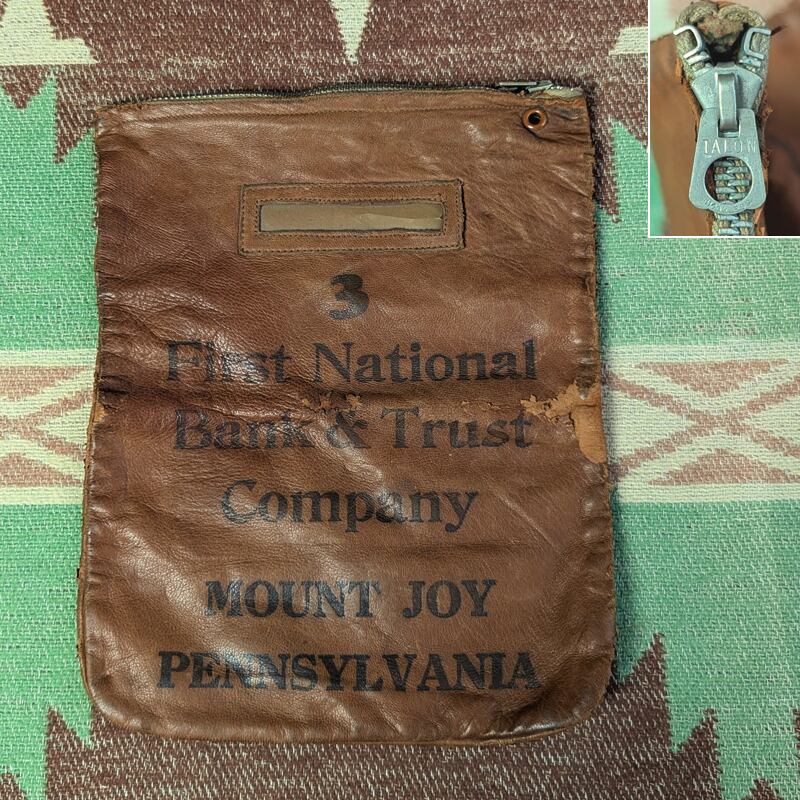 3
First National
Bank & Trust
Company
MOUNT JOY
PENNSYLVANIA
TALON